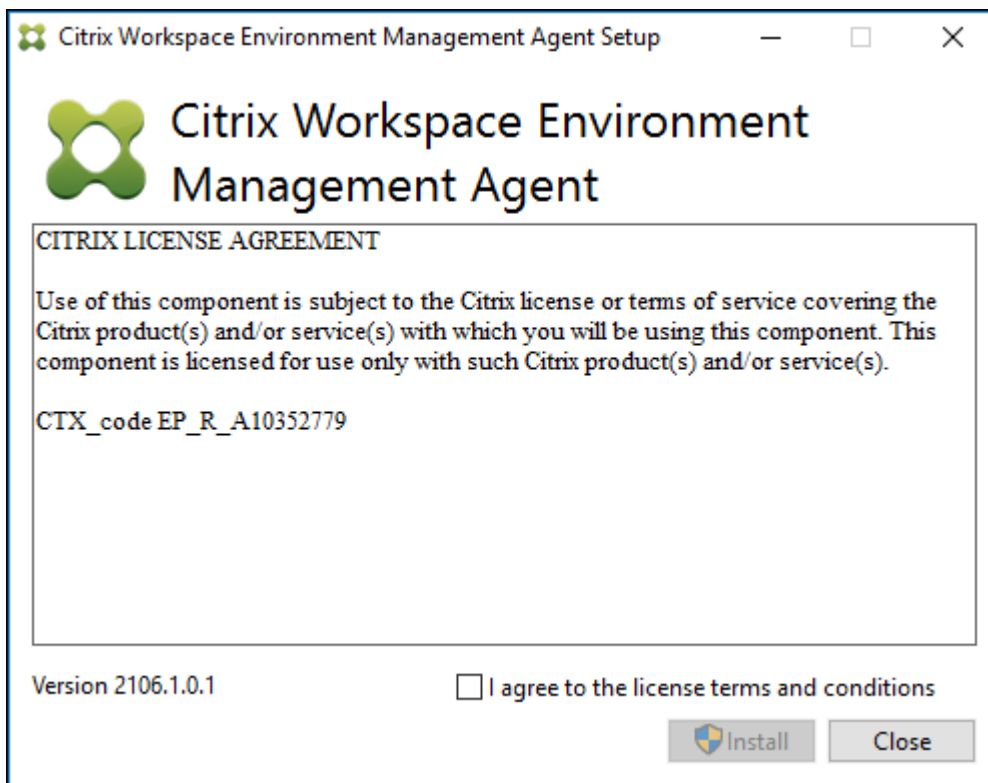 Citrix Workspace Environment Management Agent Setup
Citrix Workspace Environment
Management Agent
CITRIX LICENSE AGREEMENT
Use of this component is subject to the Citrix license or terms of service covering the
Citrix product(s) and/or service(s) with which you will be using this component. This
component is licensed for use only with such Citrix product(s) and/or service(s).
CTX_code EP_R_A10352779
Version 2106.1.0.1
I agree to the license terms and conditions
Install
Close